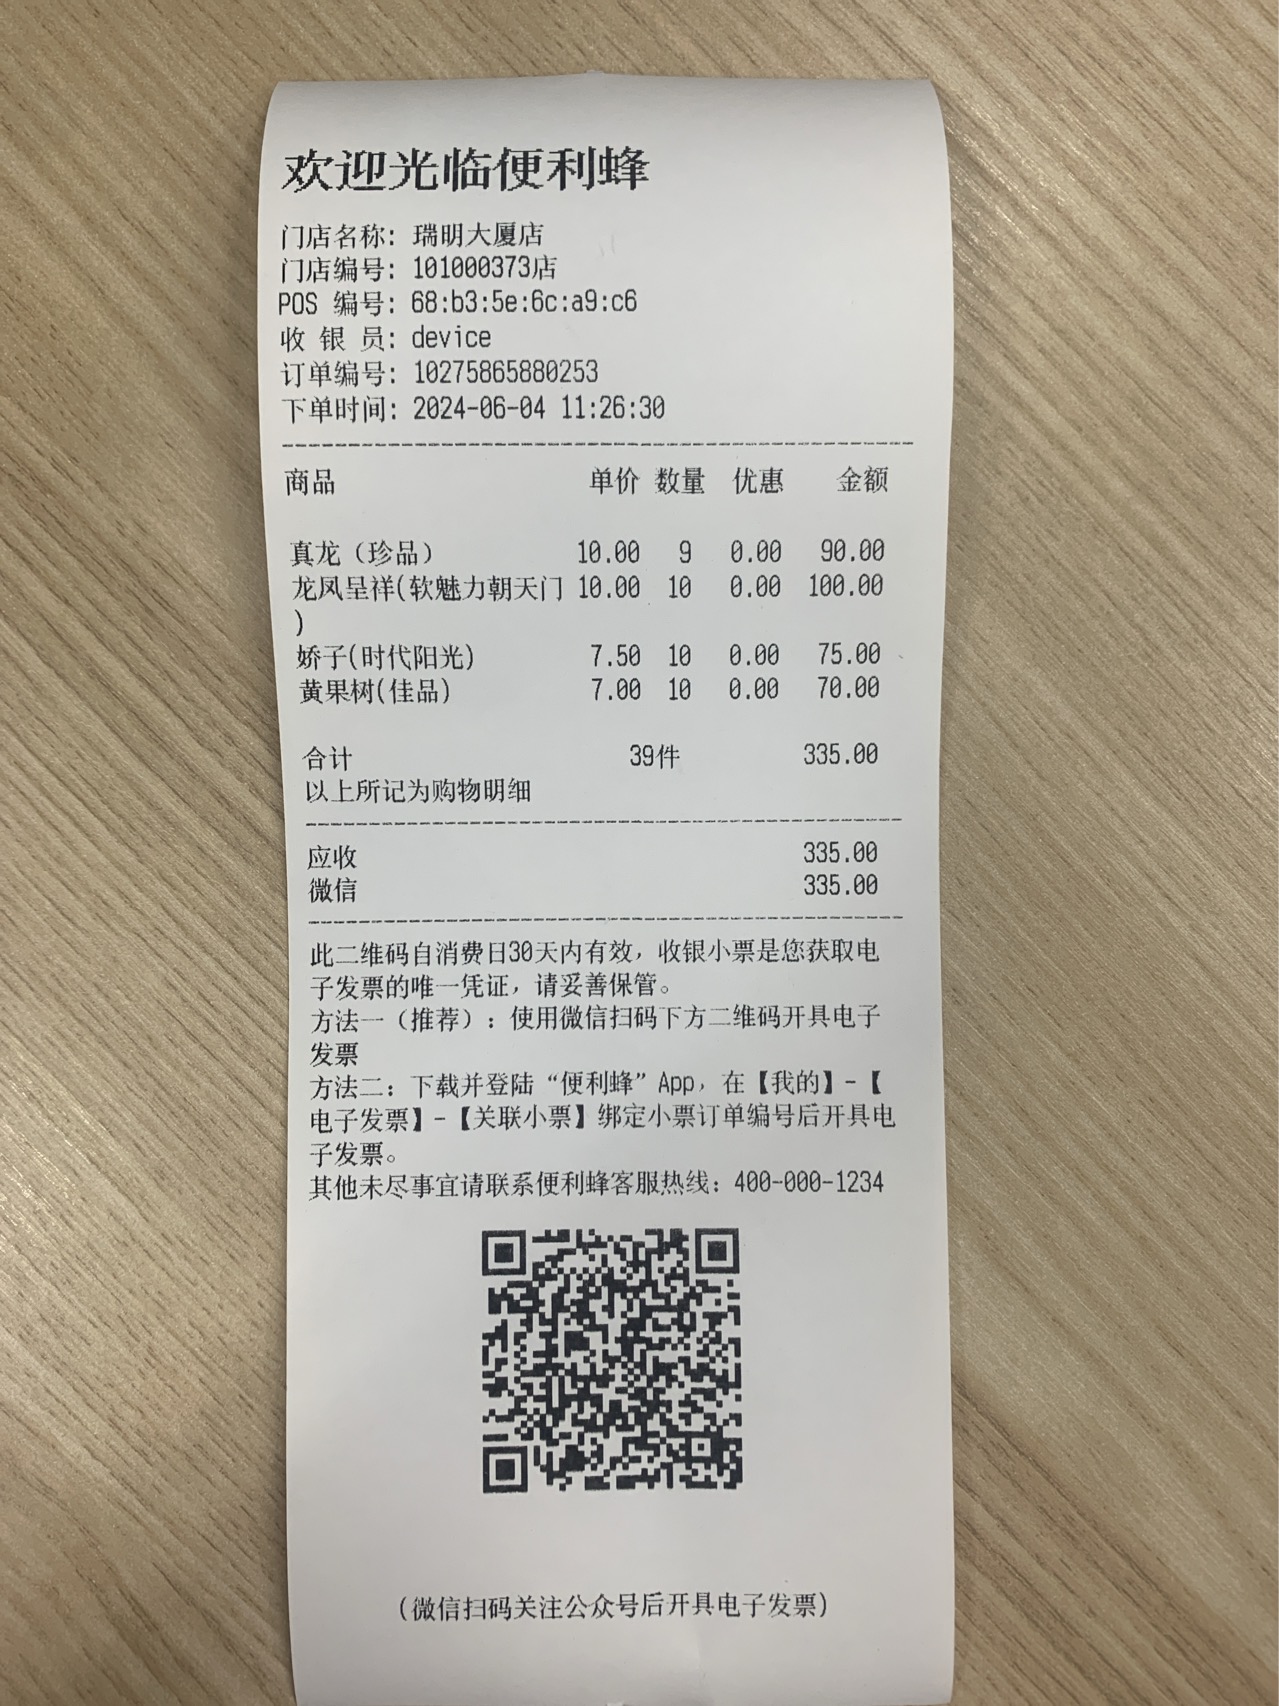 欢迎光临便利蜂
门店名称: 瑞明大厦店
门店编号: 101000373店
POS 编号: 68:b3:5e:6c:a9:c6
收 银 员: device
订单编号: 10275865880253
下单时间: 2024-06-04 11:26:30
商品 单价 数量 优惠 金额
真龙（珍品） 10.00 9 0.00 90.00
龙凤呈祥(软魅力朝天门 10.00 10 0.00 100.00
)
娇子(时代阳光) 7.50 10 0.00 75.00
黄果树(佳品) 7.00 10 0.00 70.00
合计 39件 335.00
以上所记为购物明细
应收 335.00
微信 335.00
此二维码自消费日30天内有效，收银小票是您获取电
子发票的唯一凭证，请妥善保管。
方法一（推荐）：使用微信扫码下方二维码开具电子
发票
方法二：下载并登陆“便利蜂”App，在【我的】-【
电子发票】-【关联小票】绑定小票订单编号后开具电
子发票。
其他未尽事宜请联系便利蜂客服热线：400-000-1234
(微信扫码关注公众号后开具电子发票)